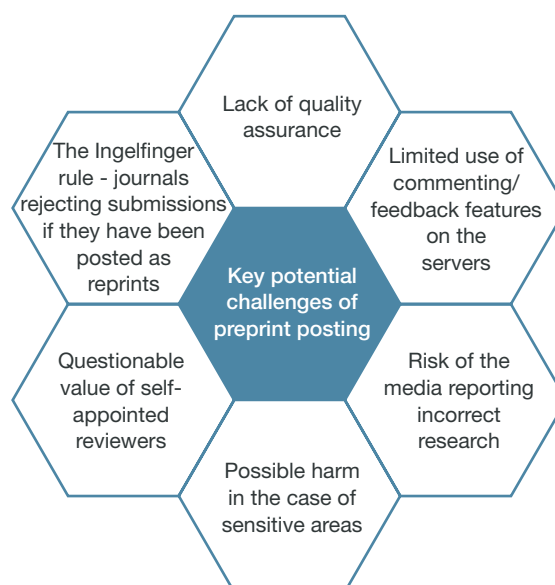 Lack of quality
assurance
Limited use of
commenting/
feedback features
on the
servers
The Ingelfinger
rule - journals
rejecting submissions
if they have been
posted as
reprints
Key potential
challenges of
preprint posting
Questionable
value of self-
appointed
reviewers
Risk of the
media reporting
incorrect
research
Possible harm
in the case of
sensitive areas